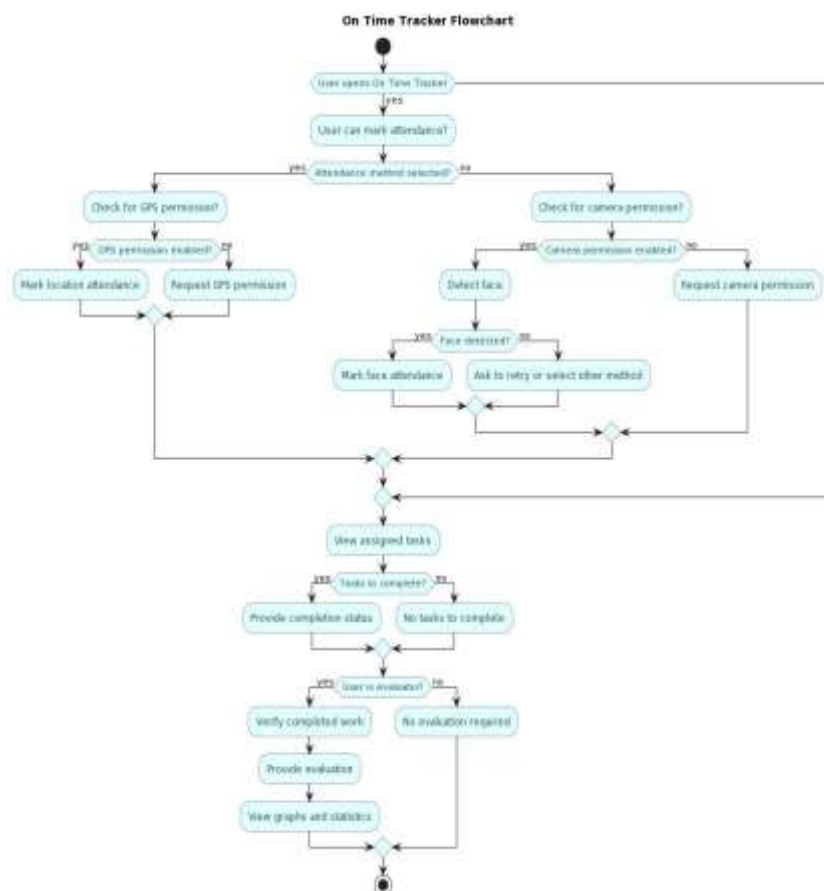 On Time Tracker Flowchart
User opens On Time Tracker
yes
User can mark attendance?
yes
Attendance method selected?
no
Check for GPS permission?
Check for camera permission?
yes
GPS permission enabled?
no
yes
Camera permission enabled?
no
Mark location attendance
Request GPS permission
Detect face
Request camera permission
yes
Face detected?
no
Mark face attendance
Ask to retry or select other method
View assigned tasks
yes
Tasks to complete?
no
Provide completion status
No tasks to complete
yes
User is evaluator?
no
Verify completed work
No evaluation required
Provide evaluation
View graphs and statistics